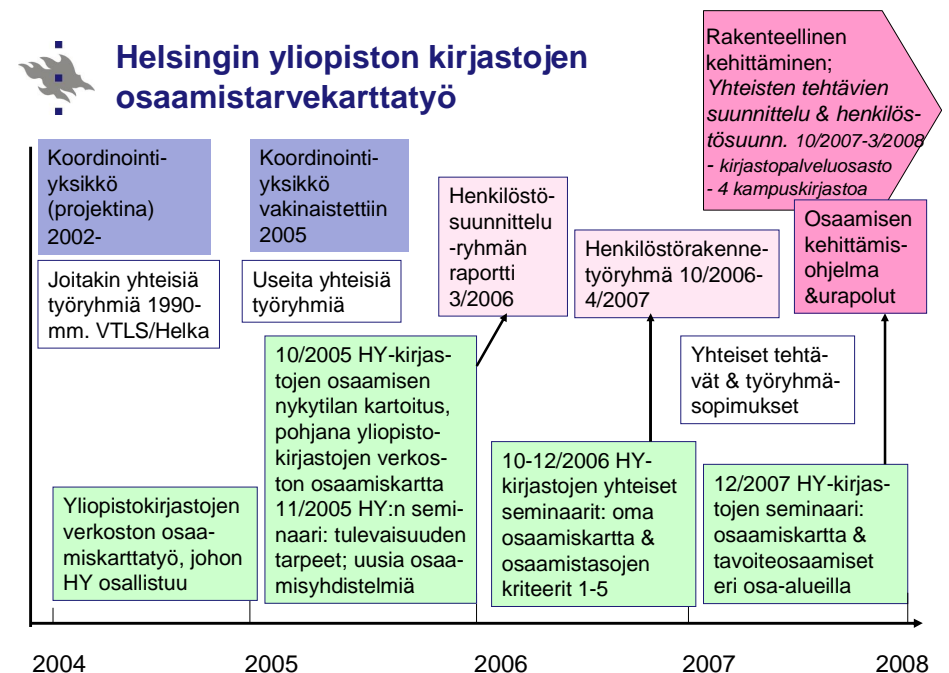 Helsingin yliopiston kirjastojen
osaamistarvekarttatyö
Rakenteellinen
kehittäminen;
Yhteisten tehtävien
suunnittelu & henkilös-
tösuunn. 10/2007-3/2008
- kirjastopalveluosasto
- 4 kampuskirjastoa
Koordinointi-
yksikkö
(projektina)
2002-
Koordinointi-
yksikkö
vakinaistettiin
2005
Henkilöstö-
suunnittelu
-ryhmän
raportti
3/2006
Henkilöstörakenne-
työryhmä 10/2006-
4/2007
Osaamisen
kehittämis-
ohjelma
&urapolut
Joitakin yhteisiä
työryhmiä 1990-
mm. VTLS/Helka
Useita yhteisiä
työryhmiä
Yhteiset tehtä-
vät & työryhmä-
sopimukset
Yliopistokirjastojen
verkoston osaa-
miskarttatyö, johon
HY osallistuu
10/2005 HY-kirjas-
tojen osaamisen
nykytilan kartoitus,
pohjana yliopisto-
kirjastojen verkos-
ton osaamiskartta
11/2005 HY:n semi-
naari: tulevaisuuden
tarpeet; uusia osaa-
misyhdistelmiä
10-12/2006 HY-
kirjastojen yhteiset
seminaarit: oma
osaamiskartta &
osaamistasojen
kriteerit 1-5
12/2007 HY-kirjas-
tojen seminaari:
osaamiskartta &
tavoiteosaamiset
eri osa-alueilla
2004
2005
2006
2007
2008